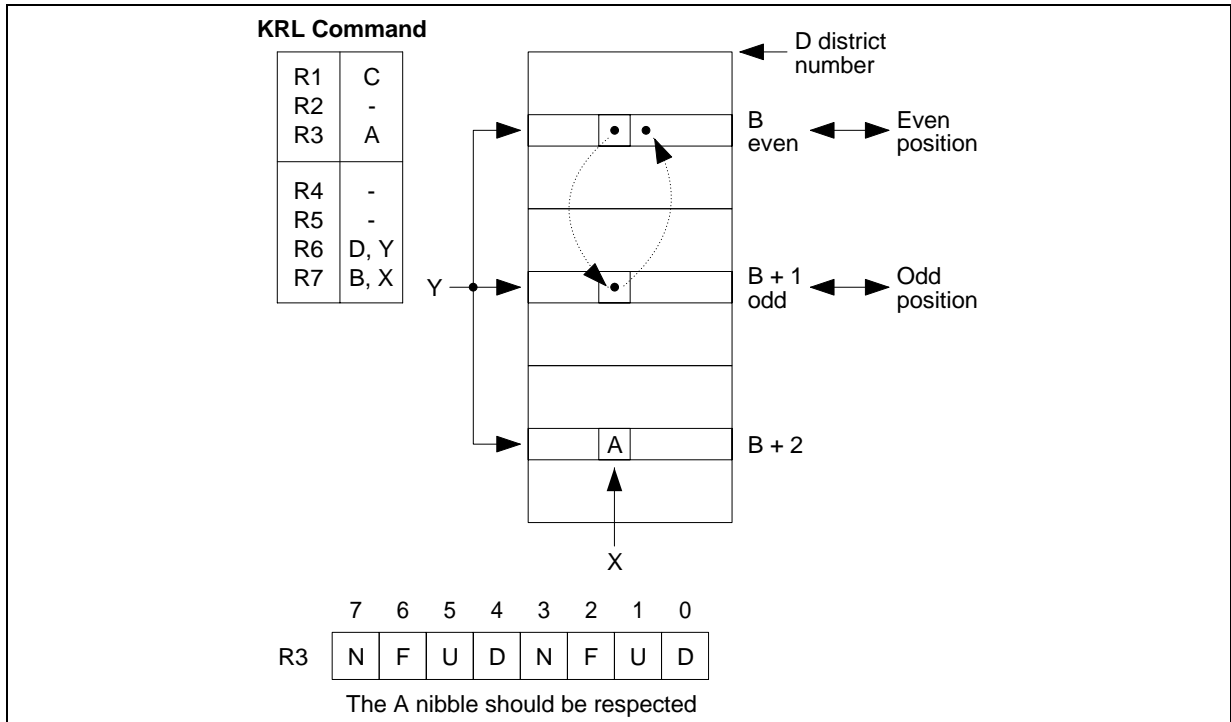 KRL Command
D district
number
R1 C
R2 -
R3 A
R4 -
R5 -
R6 D, Y
R7 B, X
B
even
Even
position
Y
B + 1
odd
Odd
position
A
B + 2
X
7 6 5 4 3 2 1 0
R3 N F U D N F U D
The A nibble should be respected